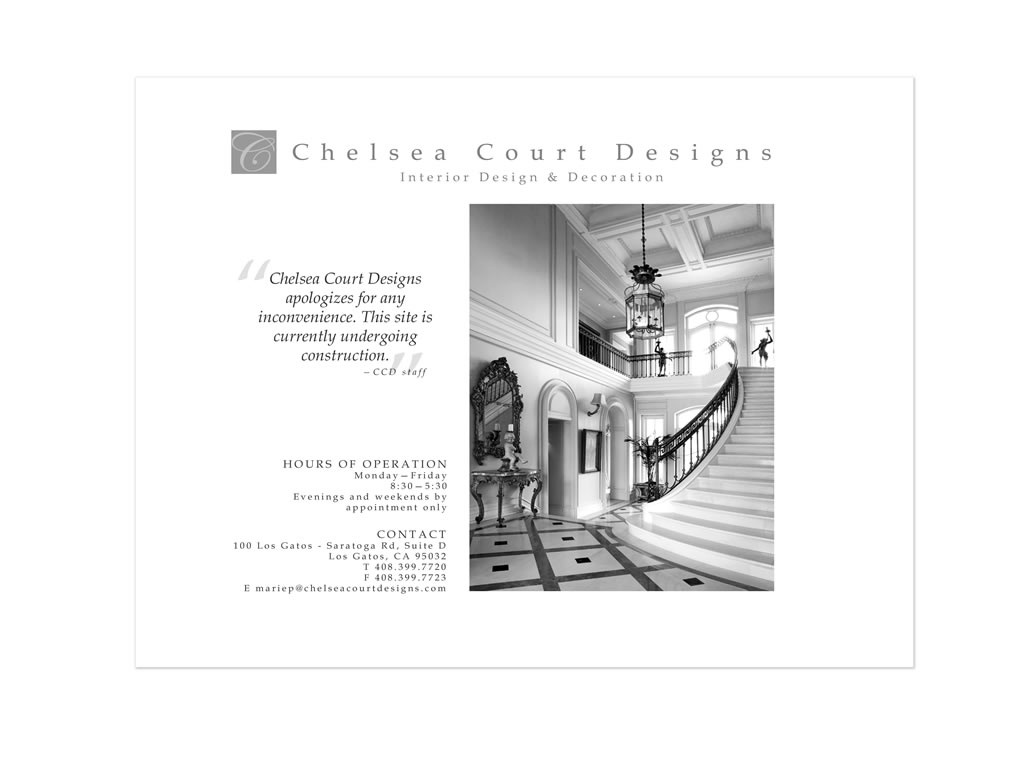 C
Chelsea Court Designs
Interior Design & Decoration
“Chelsea Court Designs
apologizes for any
inconvenience. This site is
currently undergoing
construction.”
– CCD staff
HOURS OF OPERATION
Monday – Friday
8:30 – 5:30
Evenings and weekends by
appointment only
CONTACT
100 Los Gatos - Saratoga Rd, Suite D
Los Gatos, CA 95032
T 408.399.7720
F 408.399.7723
E mariep@chelseacourtdesigns.com